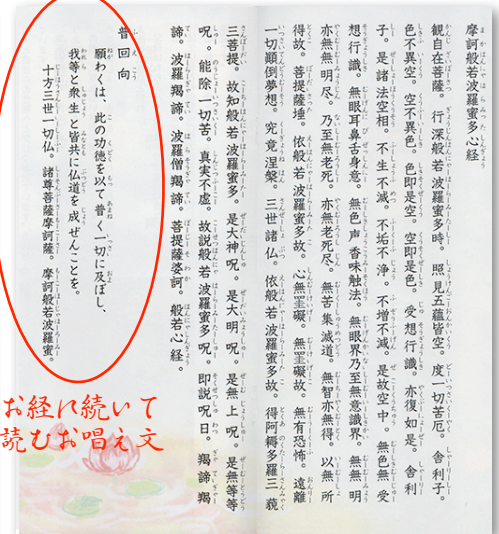 摩訶般若波羅蜜多心経
観自在菩薩。行深般若波羅蜜多時。照見五蘊皆空。度一切苦厄。舎利子。
色不異空。空不異色。色即是空。空即是色。受想行識。亦復如是。舎利
子。是諸法空相。不生不滅。不垢不浄。不増不減。是故空中。無色無受
想行識。無眼耳鼻舌身意。無色声香味触法。無眼界乃至無意識界。無無明
亦無無明尽。乃至無老死。亦無老死尽。無苦集滅道。無智亦無得。以無所
得故。菩提薩埵。依般若波羅蜜多故。心無罣礙。無罣礙故。無有恐怖。遠離
一切顛倒夢想。究竟涅槃。三世諸仏。依般若波羅蜜多故。得阿耨多羅三藐
三菩提。故知般若波羅蜜多。是大神呪。是大明呪。是無上呪。是無等等
呪。能除一切苦。真実不虚。故説般若波羅蜜多呪。即説呪曰。羯諦羯
諦。波羅羯諦。波羅僧羯諦。菩提薩婆訶。般若心経。
普回向
願わくは、此の功徳を以て普く一切に及ぼし、
我等と衆生と皆共に仏道を成ぜんことを。
十方三世一切仏。諸尊菩薩摩訶薩。摩訶般若波羅蜜。
お経に続いて
読むお唱え文